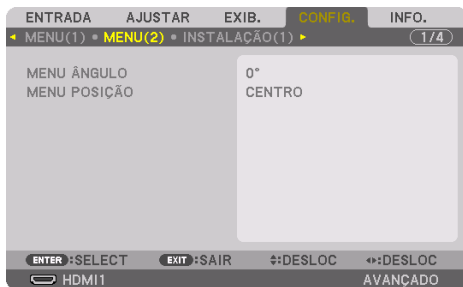 ENTRADA AJUSTAR EXIB. CONFIG. INFO.
◂ MENU(1) • MENU(2) • INSTALAÇÃO(1) ▸ 1/4
MENU ÂNGULO 0°
MENU POSIÇÃO CENTRO
ENTER :SELECT EXIT :SAIR :DESLOC :DESLOC
HDMI1 AVANÇADO